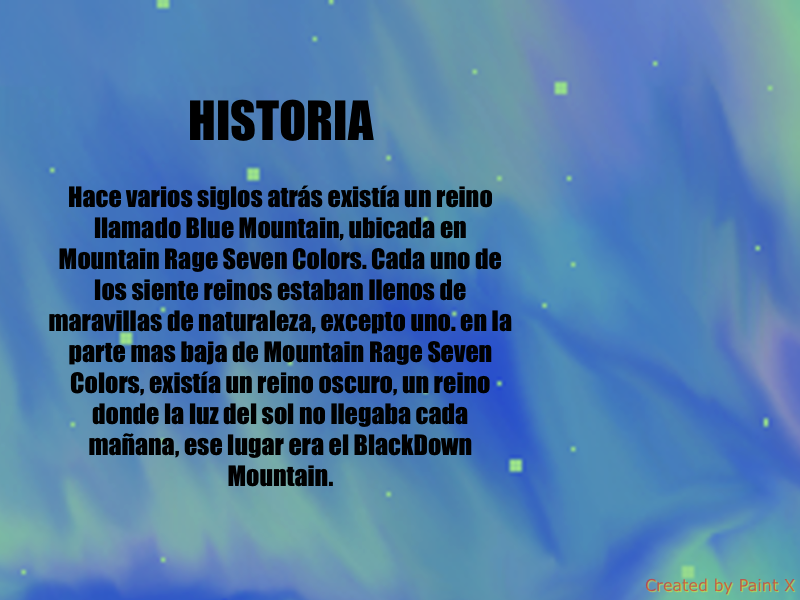 HISTORIA
Hace varios siglos atrás existía un reino
llamado Blue Mountain, ubicada en
Mountain Rage Seven Colors. Cada uno de
los siente reinos estaban llenos de
maravillas de naturaleza, excepto uno. en la
parte mas baja de Mountain Rage Seven
Colors, existía un reino oscuro, un reino
donde la luz del sol no llegaba cada
mañana, ese lugar era el BlackDown
Mountain.
Created by Paint X